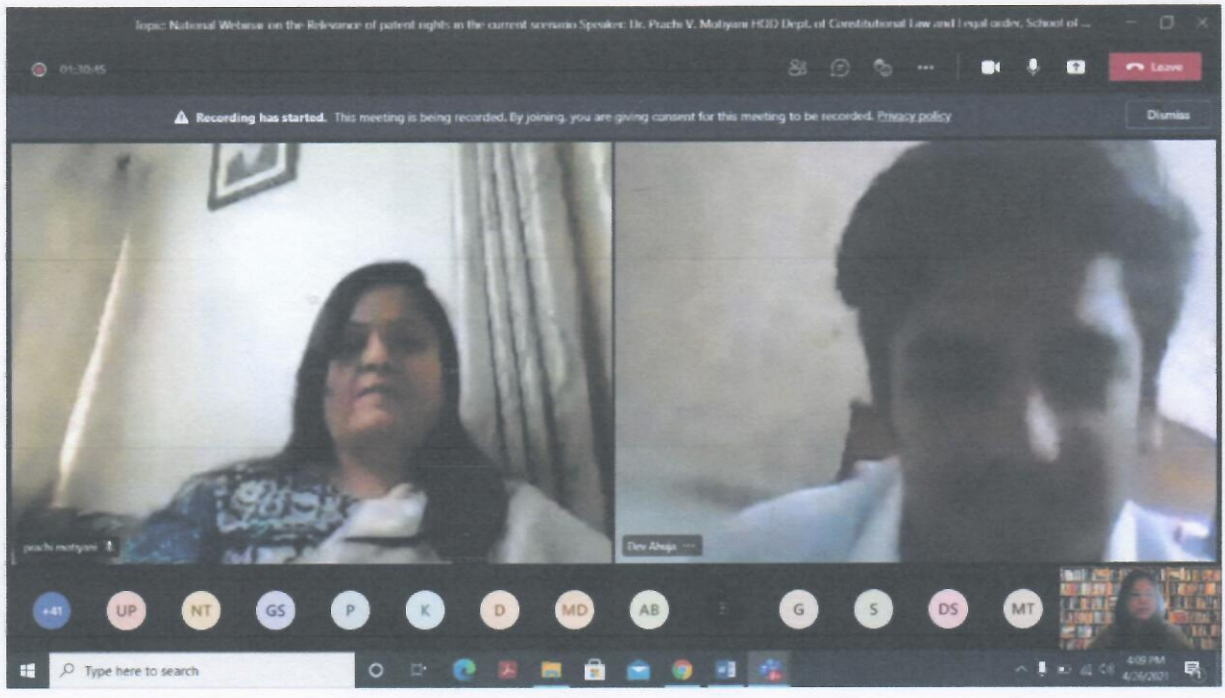 Topic: National Webinar on the Relevance of patent rights in the current scenario Speaker: Dr. Prachi V. Motiyani HOD Dept. of Constitutional Law and Legal order, School of ...
01:30:45
Leave
Recording has started. This meeting is being recorded. By joining, you are giving consent for this meeting to be recorded. Privacy policy
Dismiss
prachi motiyani
Dev Ahuja
+41 UP NT GS P K D MD AB G S DS MT
Type here to search
4:09 PM
4/26/2021